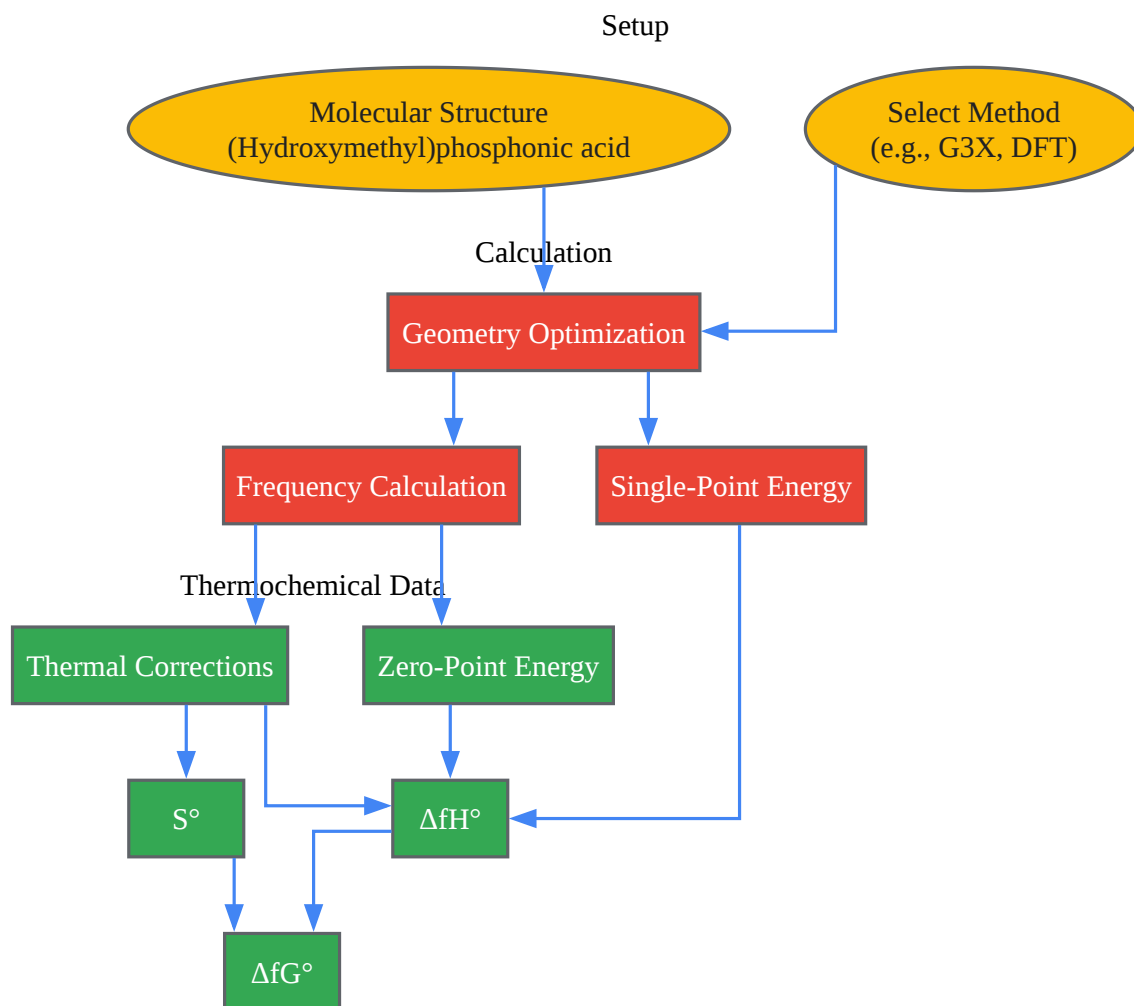 Setup
Molecular Structure
(Hydroxymethyl)phosphonic acid
Select Method
(e.g., G3X, DFT)
Calculation
Geometry Optimization
Frequency Calculation
Single-Point Energy
Thermochemical Data
Thermal Corrections
Zero-Point Energy
S°
ΔfH°
ΔfG°